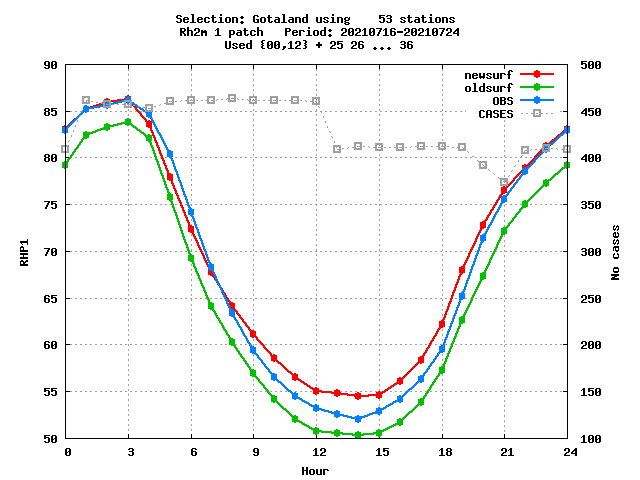 Selection: Gotaland using    53 stations
Rh2m 1 patch   Period: 20210716-20210724
Used {00,12} + 25 26 ... 36
90 500
85 450
80 400
75 350
70 300
65 250
60 200
55 150
50 100
newsurf
oldsurf
OBS
CASES
RHP1
No cases
0 3 6 9 12 15 18 21 24
Hour